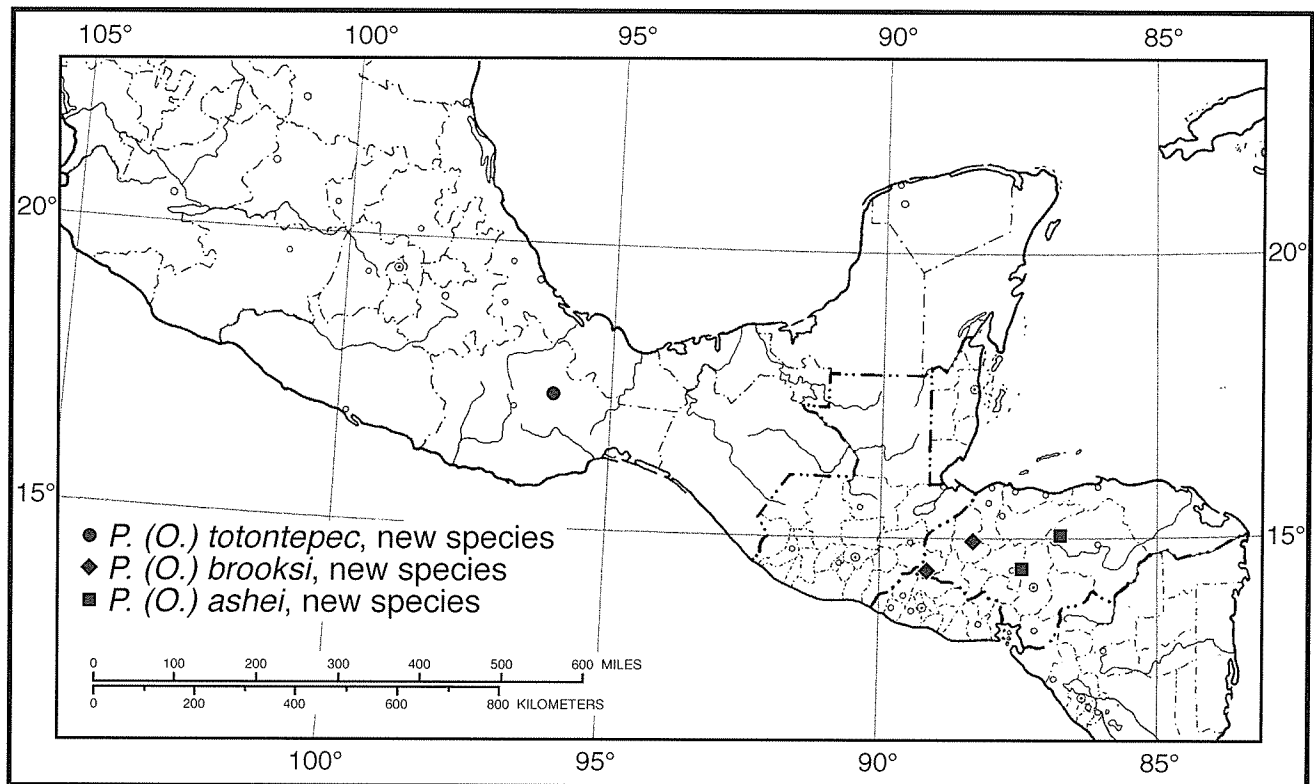 105° 100° 95° 90° 85°
20° 20°
15° 15°
P. (O.) totontepec, new species
P. (O.) brooksi, new species
P. (O.) ashei, new species
0 100 200 300 400 500 600 MILES
0 200 400 600 800 KILOMETERS
100° 95° 90° 85°